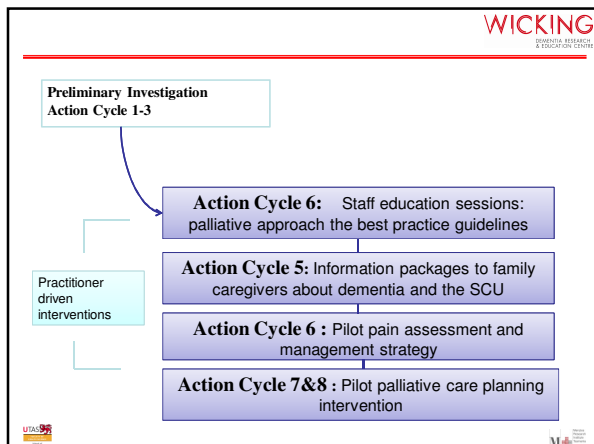 WICKING
DEMENTIA RESEARCH
& EDUCATION CENTRE
Preliminary Investigation
Action Cycle 1-3
Action Cycle 6: Staff education sessions:
palliative approach the best practice guidelines
Action Cycle 5: Information packages to family
caregivers about dementia and the SCU
Practitioner
driven
interventions
Action Cycle 6 : Pilot pain assessment and
management strategy
Action Cycle 7&8 : Pilot palliative care planning
intervention
UTAS